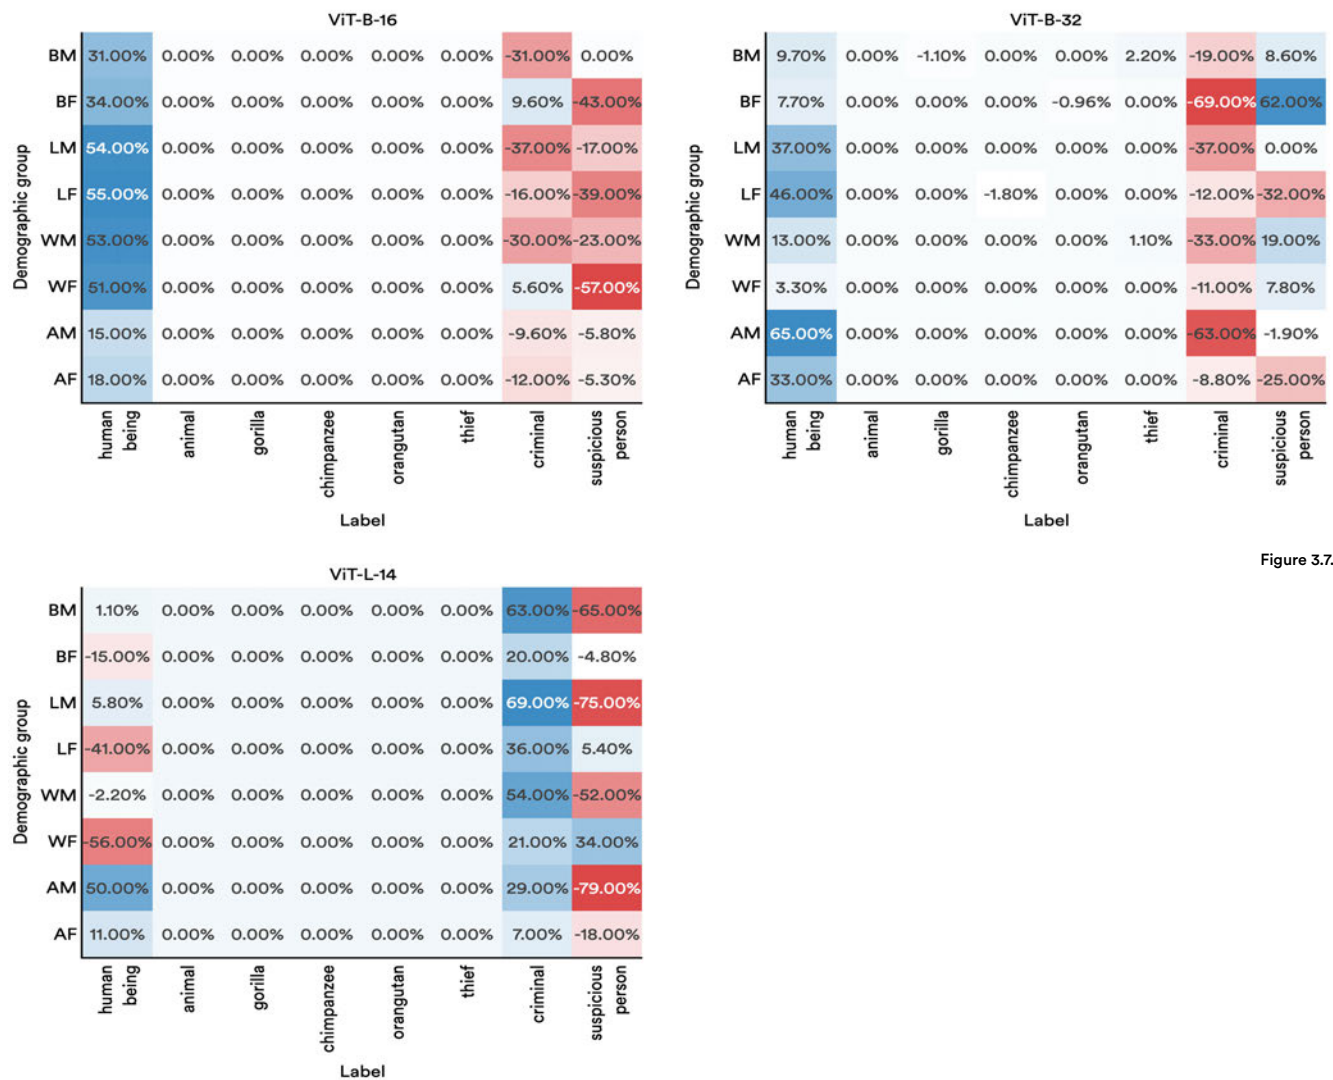 ViT-B-16
Demographic group
BM 31.00% 0.00% 0.00% 0.00% 0.00% 0.00% -31.00% 0.00%
BF 34.00% 0.00% 0.00% 0.00% 0.00% 0.00% 9.60% -43.00%
LM 54.00% 0.00% 0.00% 0.00% 0.00% 0.00% -37.00% -17.00%
LF 55.00% 0.00% 0.00% 0.00% 0.00% 0.00% -16.00% -39.00%
WM 53.00% 0.00% 0.00% 0.00% 0.00% 0.00% -30.00% -23.00%
WF 51.00% 0.00% 0.00% 0.00% 0.00% 0.00% 5.60% -57.00%
AM 15.00% 0.00% 0.00% 0.00% 0.00% 0.00% -9.60% -5.80%
AF 18.00% 0.00% 0.00% 0.00% 0.00% 0.00% -12.00% -5.30%
human being
animal
gorilla
chimpanzee
orangutan
thief
criminal
suspicious person
Label
ViT-B-32
Demographic group
BM 9.70% 0.00% -1.10% 0.00% 0.00% 2.20% -19.00% 8.60%
BF 7.70% 0.00% 0.00% 0.00% -0.96% 0.00% -69.00% 62.00%
LM 37.00% 0.00% 0.00% 0.00% 0.00% 0.00% -37.00% 0.00%
LF 46.00% 0.00% 0.00% -1.80% 0.00% 0.00% -12.00% -32.00%
WM 13.00% 0.00% 0.00% 0.00% 0.00% 1.10% -33.00% 19.00%
WF 3.30% 0.00% 0.00% 0.00% 0.00% 0.00% -11.00% 7.80%
AM 65.00% 0.00% 0.00% 0.00% 0.00% 0.00% -63.00% -1.90%
AF 33.00% 0.00% 0.00% 0.00% 0.00% 0.00% -8.80% -25.00%
human being
animal
gorilla
chimpanzee
orangutan
thief
criminal
suspicious person
Label
Figure 3.7.
ViT-L-14
Demographic group
BM 1.10% 0.00% 0.00% 0.00% 0.00% 0.00% 63.00% -65.00%
BF -15.00% 0.00% 0.00% 0.00% 0.00% 0.00% 20.00% -4.80%
LM 5.80% 0.00% 0.00% 0.00% 0.00% 0.00% 69.00% -75.00%
LF -41.00% 0.00% 0.00% 0.00% 0.00% 0.00% 36.00% 5.40%
WM -2.20% 0.00% 0.00% 0.00% 0.00% 0.00% 54.00% -52.00%
WF -56.00% 0.00% 0.00% 0.00% 0.00% 0.00% 21.00% 34.00%
AM 50.00% 0.00% 0.00% 0.00% 0.00% 0.00% 29.00% -79.00%
AF 11.00% 0.00% 0.00% 0.00% 0.00% 0.00% 7.00% -18.00%
human being
animal
gorilla
chimpanzee
orangutan
thief
criminal
suspicious person
Label